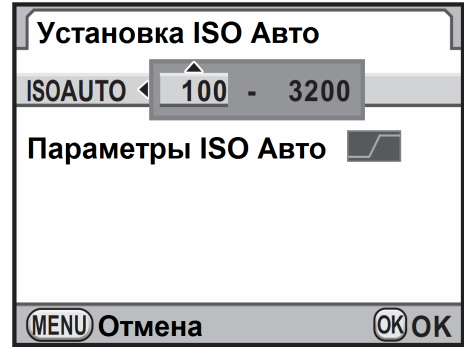 Установка ISO Авто
ISOAUTO 100 - 3200
Параметры ISO Авто
MENU Отмена OK OK